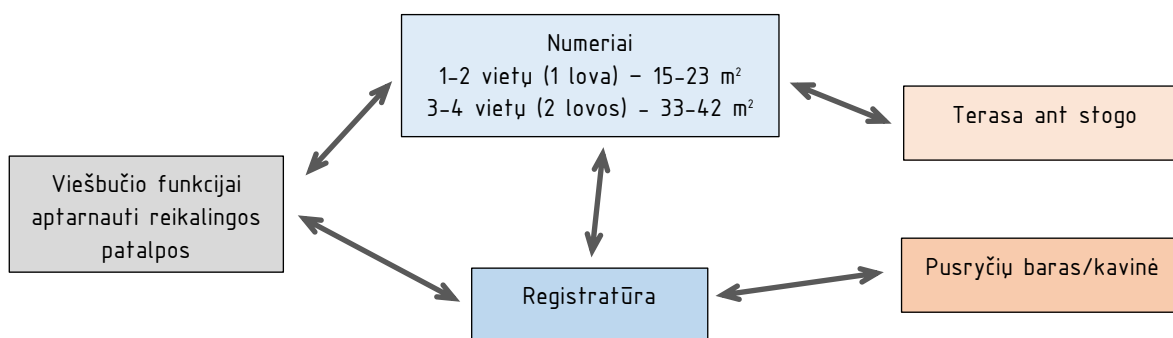 Numeriai
1-2 vietų (1 lova) – 15-23 m²
3-4 vietų (2 lovos) - 33-42 m²
Terasa ant stogo
Viešbučio funkcijai
aptarnauti reikalingos
patalpos
Pusryčių baras/kavinė
Registratūra